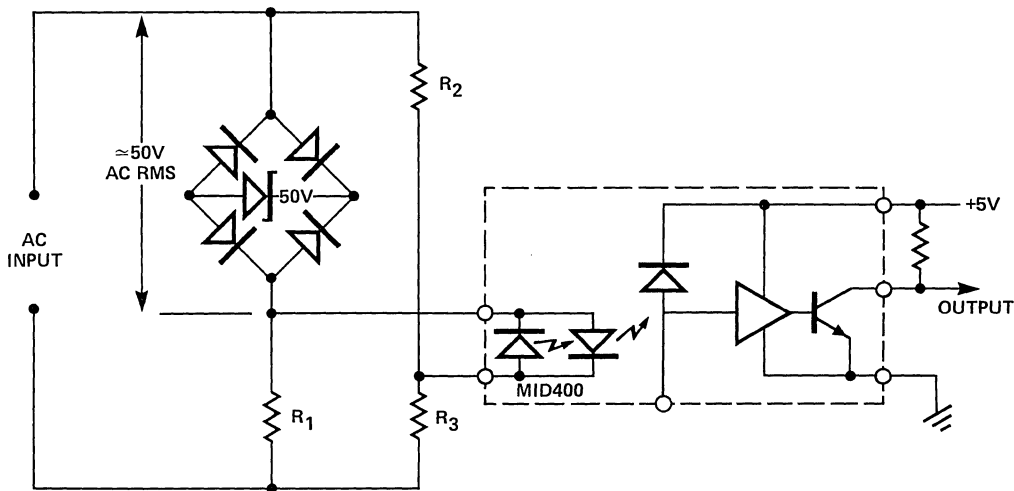 R2
≃50V
AC RMS
50V
AC
INPUT
+5V
OUTPUT
MID400
R1
R3